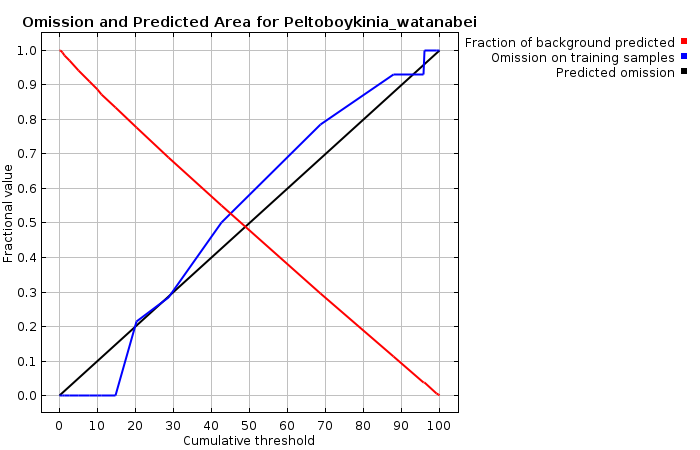 Omission and Predicted Area for Peltoboykinia_watanabei
Fraction of background predicted
Omission on training samples
Predicted omission
Fractional value
1.0
0.9
0.8
0.7
0.6
0.5
0.4
0.3
0.2
0.1
0.0
0 10 20 30 40 50 60 70 80 90 100
Cumulative threshold